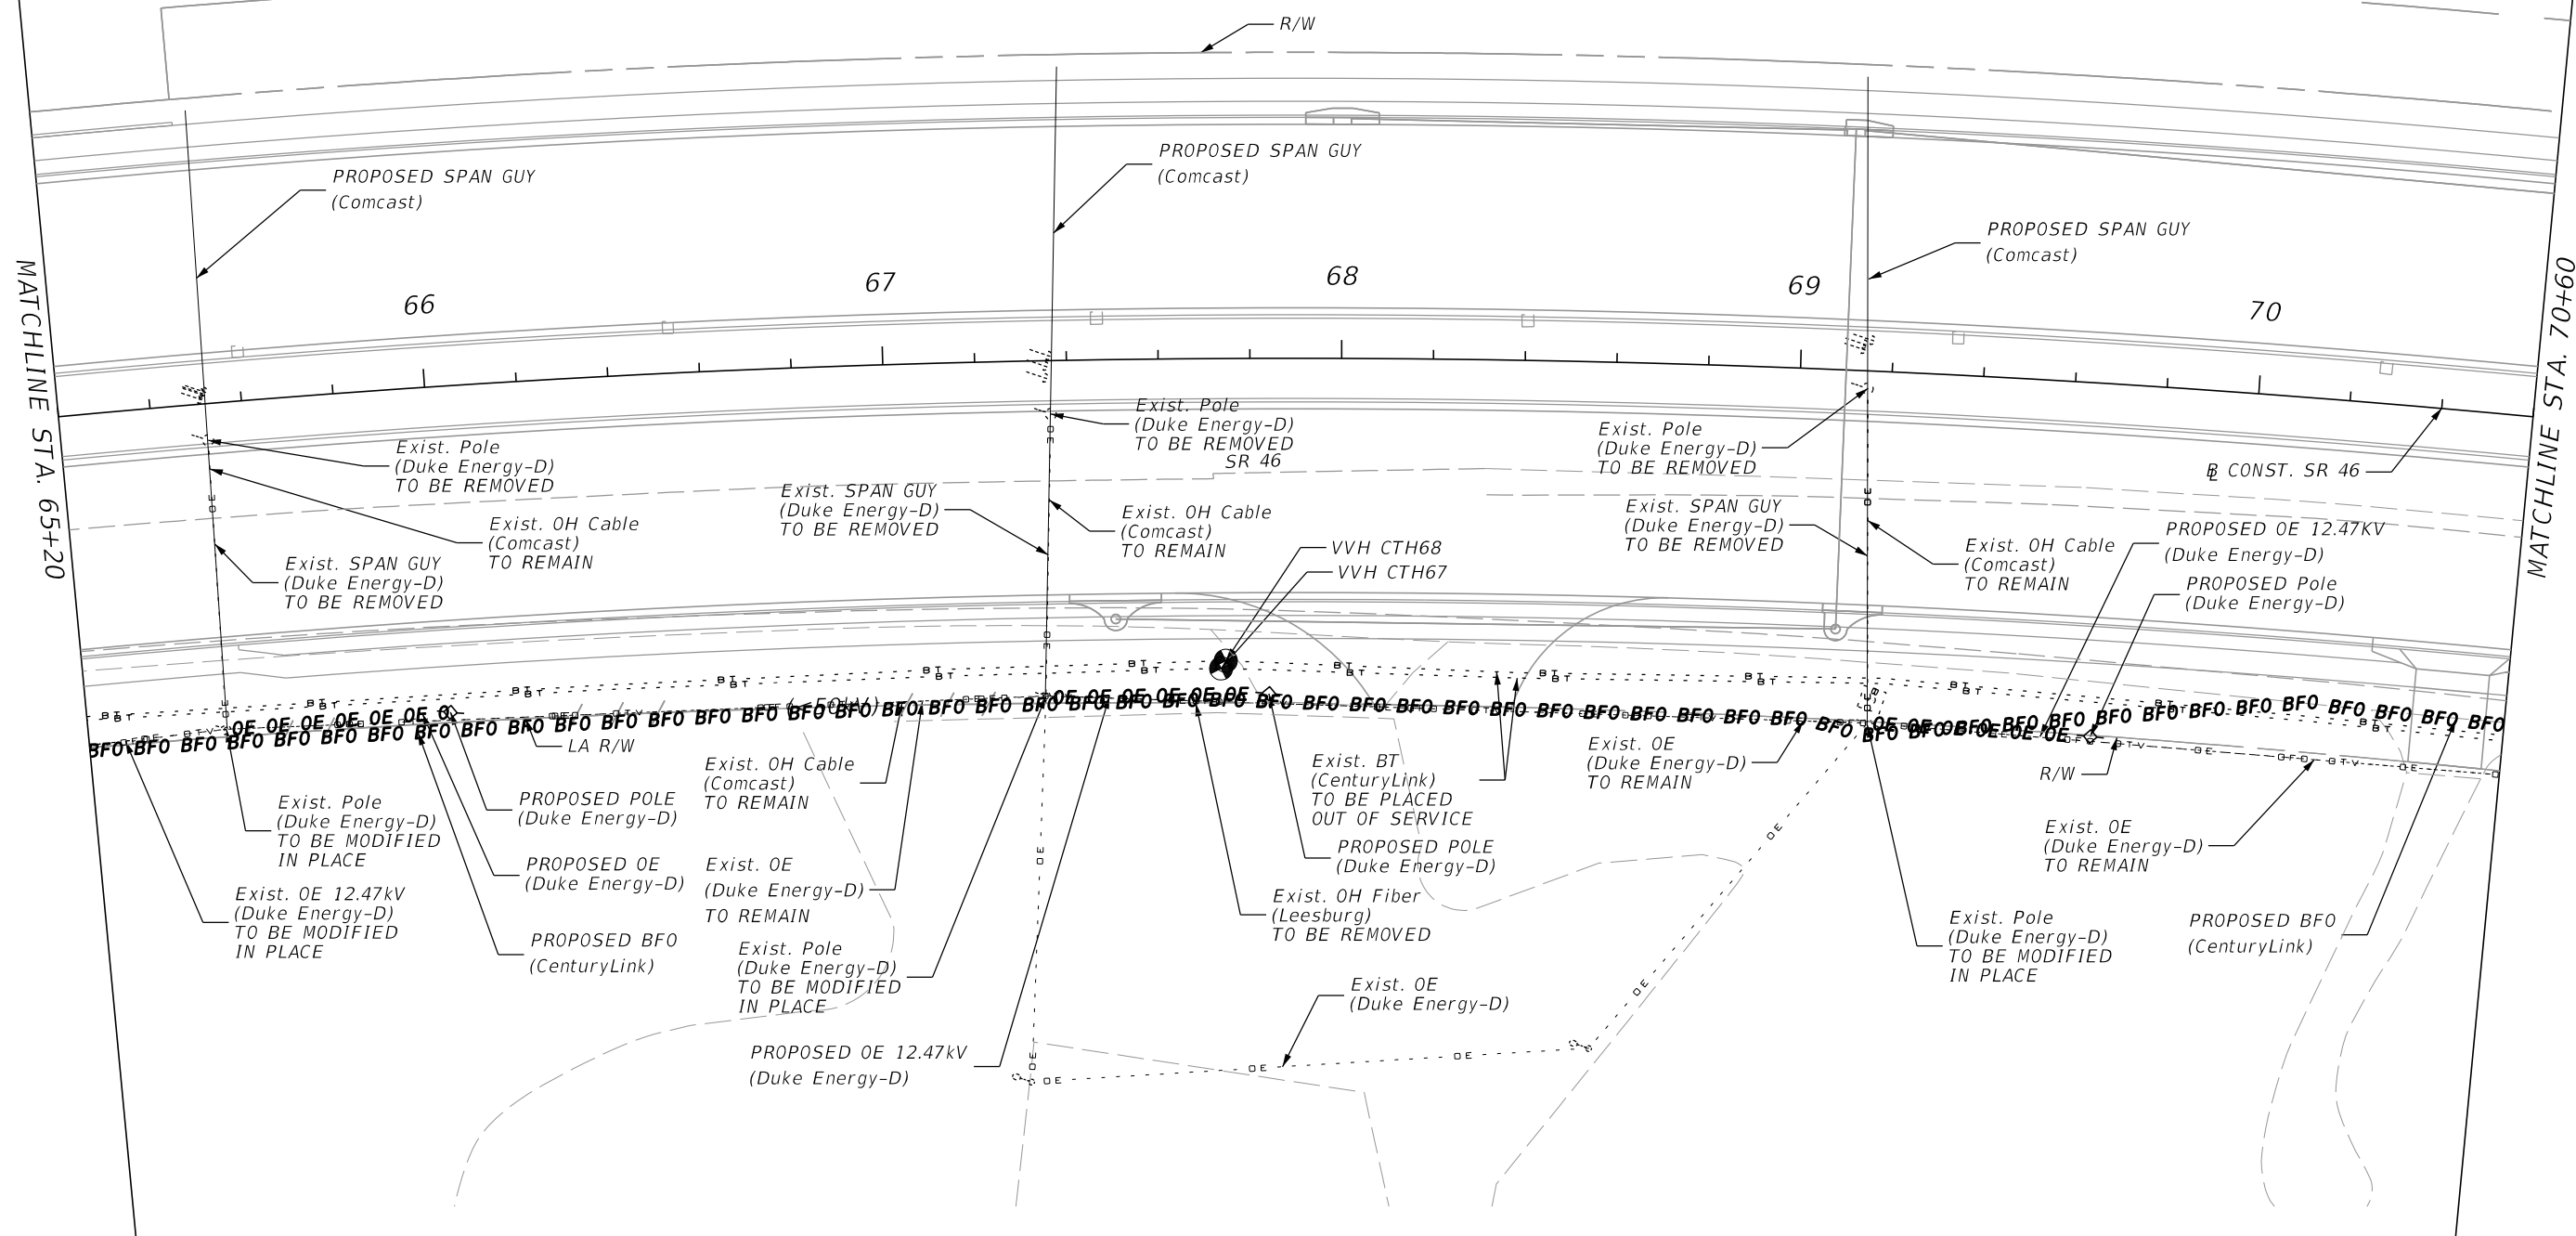 R/W
PROPOSED SPAN GUY
(Comcast)
PROPOSED SPAN GUY
(Comcast)
PROPOSED SPAN GUY
(Comcast)
MATCHLINE STA. 65+20
MATCHLINE STA. 70+60
66
67
68
69
70
Exist. Pole
(Duke Energy-D)
TO BE REMOVED
Exist. OH Cable
(Comcast)
TO REMAIN
Exist. SPAN GUY
(Duke Energy-D)
TO BE REMOVED
Exist. Pole
(Duke Energy-D)
TO BE REMOVED
SR 46
Exist. SPAN GUY
(Duke Energy-D)
TO BE REMOVED
Exist. OH Cable
(Comcast)
TO REMAIN
VVH CTH68
VVH CTH67
Exist. Pole
(Duke Energy-D)
TO BE REMOVED
Exist. SPAN GUY
(Duke Energy-D)
TO BE REMOVED
Exist. OH Cable
(Comcast)
TO REMAIN
BL CONST. SR 46
PROPOSED OE 12.47KV
(Duke Energy-D)
PROPOSED Pole
(Duke Energy-D)
LA R/W
Exist. Pole
(Duke Energy-D)
TO BE MODIFIED
IN PLACE
Exist. OE 12.47kV
(Duke Energy-D)
TO BE MODIFIED
IN PLACE
PROPOSED POLE
(Duke Energy-D)
PROPOSED OE
(Duke Energy-D)
PROPOSED BFO
(CenturyLink)
Exist. OH Cable
(Comcast)
TO REMAIN
Exist. OE
(Duke Energy-D)
TO REMAIN
Exist. Pole
(Duke Energy-D)
TO BE MODIFIED
IN PLACE
PROPOSED OE 12.47kV
(Duke Energy-D)
Exist. BT
(CenturyLink)
TO BE PLACED
OUT OF SERVICE
PROPOSED POLE
(Duke Energy-D)
Exist. OH Fiber
(Leesburg)
TO BE REMOVED
Exist. OE
(Duke Energy-D)
Exist. OE
(Duke Energy-D)
TO REMAIN
R/W
Exist. OE
(Duke Energy-D)
TO REMAIN
Exist. Pole
(Duke Energy-D)
TO BE MODIFIED
IN PLACE
PROPOSED BFO
(CenturyLink)